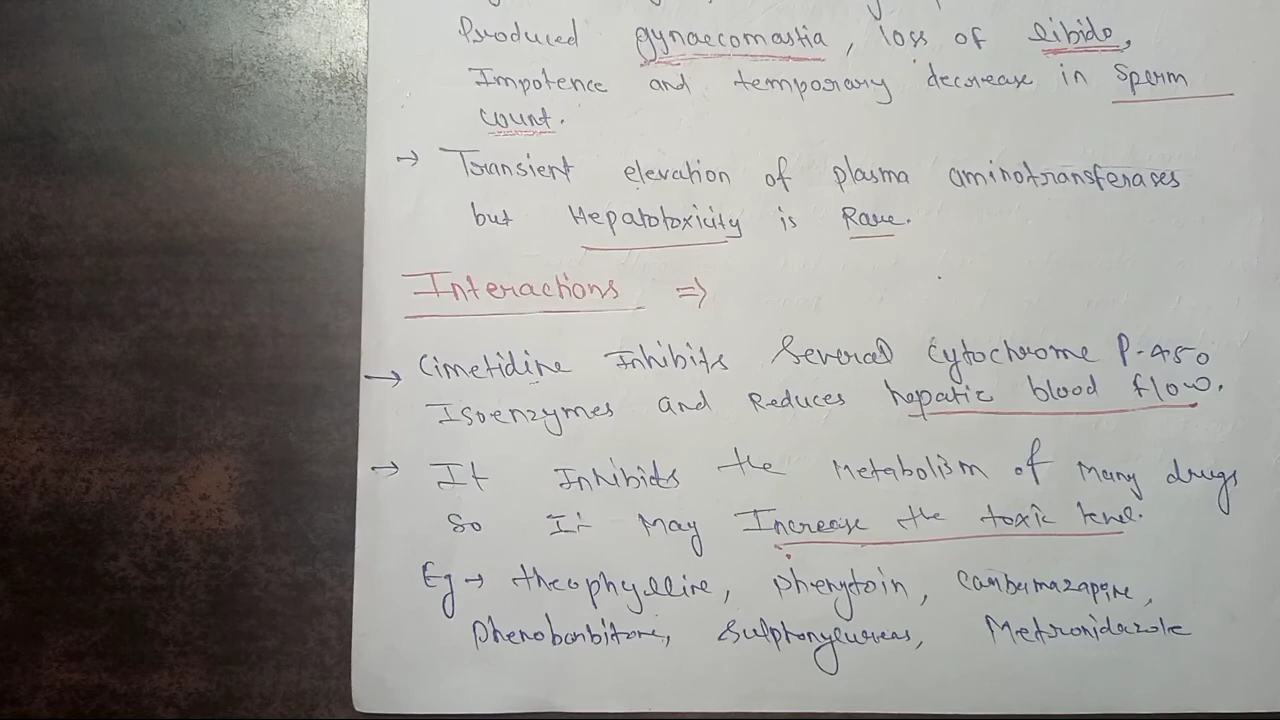 Produced gynaecomastia, loss of libido,
Impotence and temporary decrease in Sperm
count.
→ Transient elevation of plasma aminotransferases
but Hepatotoxicity is Rare.
Interactions ⇒
→ Cimetidine Inhibits Several Cytochrome P-450
Isoenzymes and Reduces hepatic blood flow.
→ It Inhibits the Metabolism of Many drugs
So It May Increase the toxic level.
Eg → theophylline, phenytoin, Carbamazapine,
Phenobarbitone, Sulphonylureas, Metronidazole